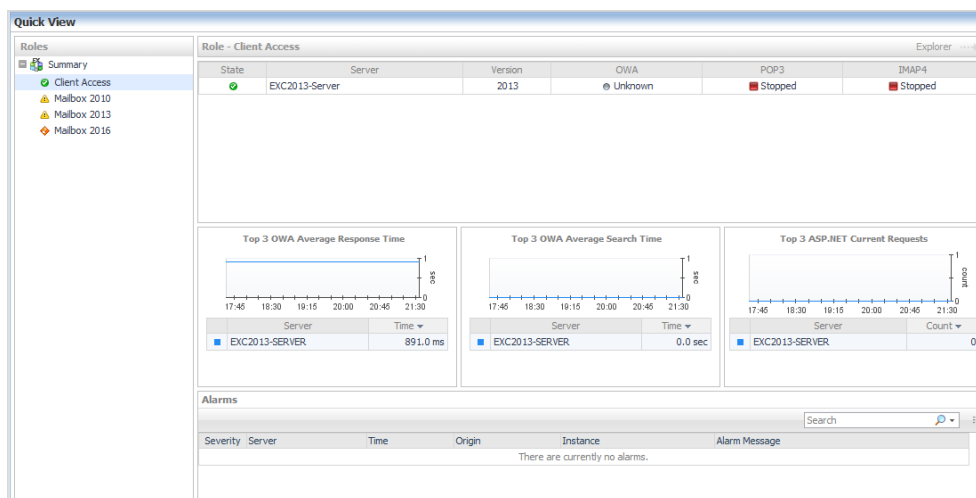 Quick View
Roles
Summary
Client Access
Mailbox 2010
Mailbox 2013
Mailbox 2016
Role - Client Access Explorer
State Server Version OWA POP3 IMAP4
EXC2013-Server 2013 Unknown Stopped Stopped
Top 3 OWA Average Response Time
1
sec
0
17:45 18:30 19:15 20:00 20:45 21:30
Server Time
EXC2013-SERVER 891.0 ms
Top 3 OWA Average Search Time
1
sec
0
17:45 18:30 19:15 20:00 20:45 21:30
Server Time
EXC2013-SERVER 0.0 sec
Top 3 ASP.NET Current Requests
1
count
0
17:45 18:30 19:15 20:00 20:45 21:30
Server Count
EXC2013-SERVER 0
Alarms
Search
Severity Server Time Origin Instance Alarm Message
There are currently no alarms.